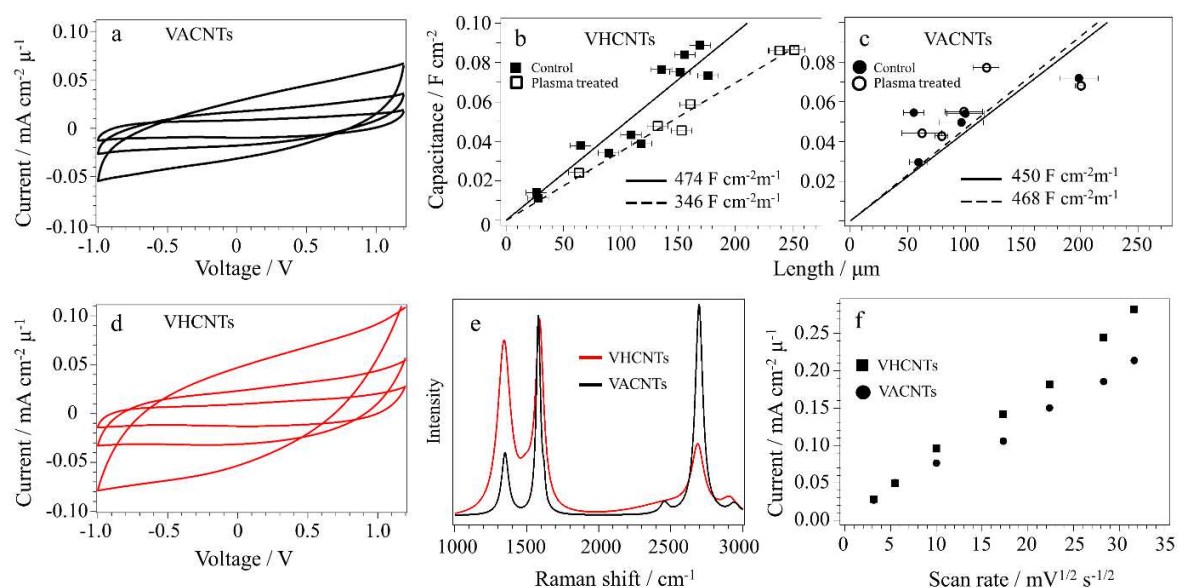 a VACNTs
0.10
0.05
0
-0.05
-0.10
Current / mA cm⁻² μ⁻¹
-1.0 -0.5 0 0.5 1.0
Voltage / V
b VHCNTs
Control
Plasma treated
0.10
0.08
0.06
0.04
0.02
0
Capacitance / F cm⁻²
474 F cm⁻²m⁻¹
346 F cm⁻²m⁻¹
0 50 100 150 200 250
c VACNTs
Control
Plasma treated
0.08
0.06
0.04
0.02
450 F cm⁻²m⁻¹
468 F cm⁻²m⁻¹
0 50 100 150 200 250
Length / μm
d VHCNTs
0.10
0.05
0
-0.05
-0.10
Current / mA cm⁻² μ⁻¹
-1.0 -0.5 0 0.5 1.0
Voltage / V
e
VHCNTs
VACNTs
Intensity
1000 1500 2000 2500 3000
Raman shift / cm⁻¹
f
VHCNTs
VACNTs
0.25
0.20
0.15
0.10
0.05
0.00
Current / mA cm⁻² μ⁻¹
0 5 10 15 20 25 30 35
Scan rate / mV¹ᐟ² s⁻¹ᐟ²